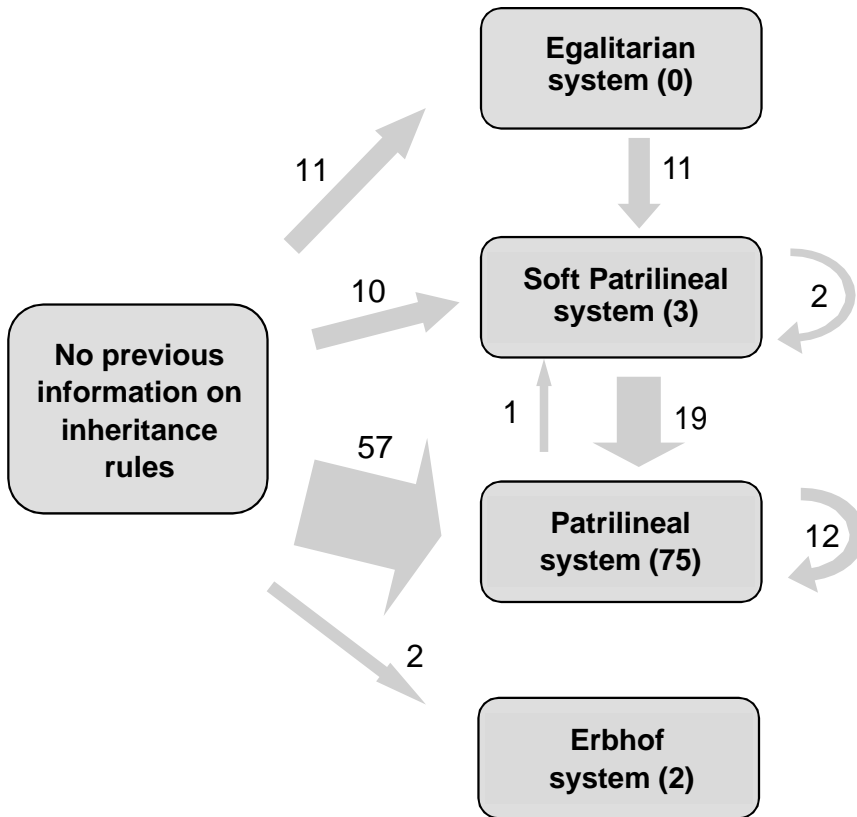 Egalitarian
system (0)
11
11
Soft Patrilineal
system (3)
10
2
No previous
information on
inheritance
rules
1
19
57
Patrilineal
system (75)
12
2
Erbhof
system (2)